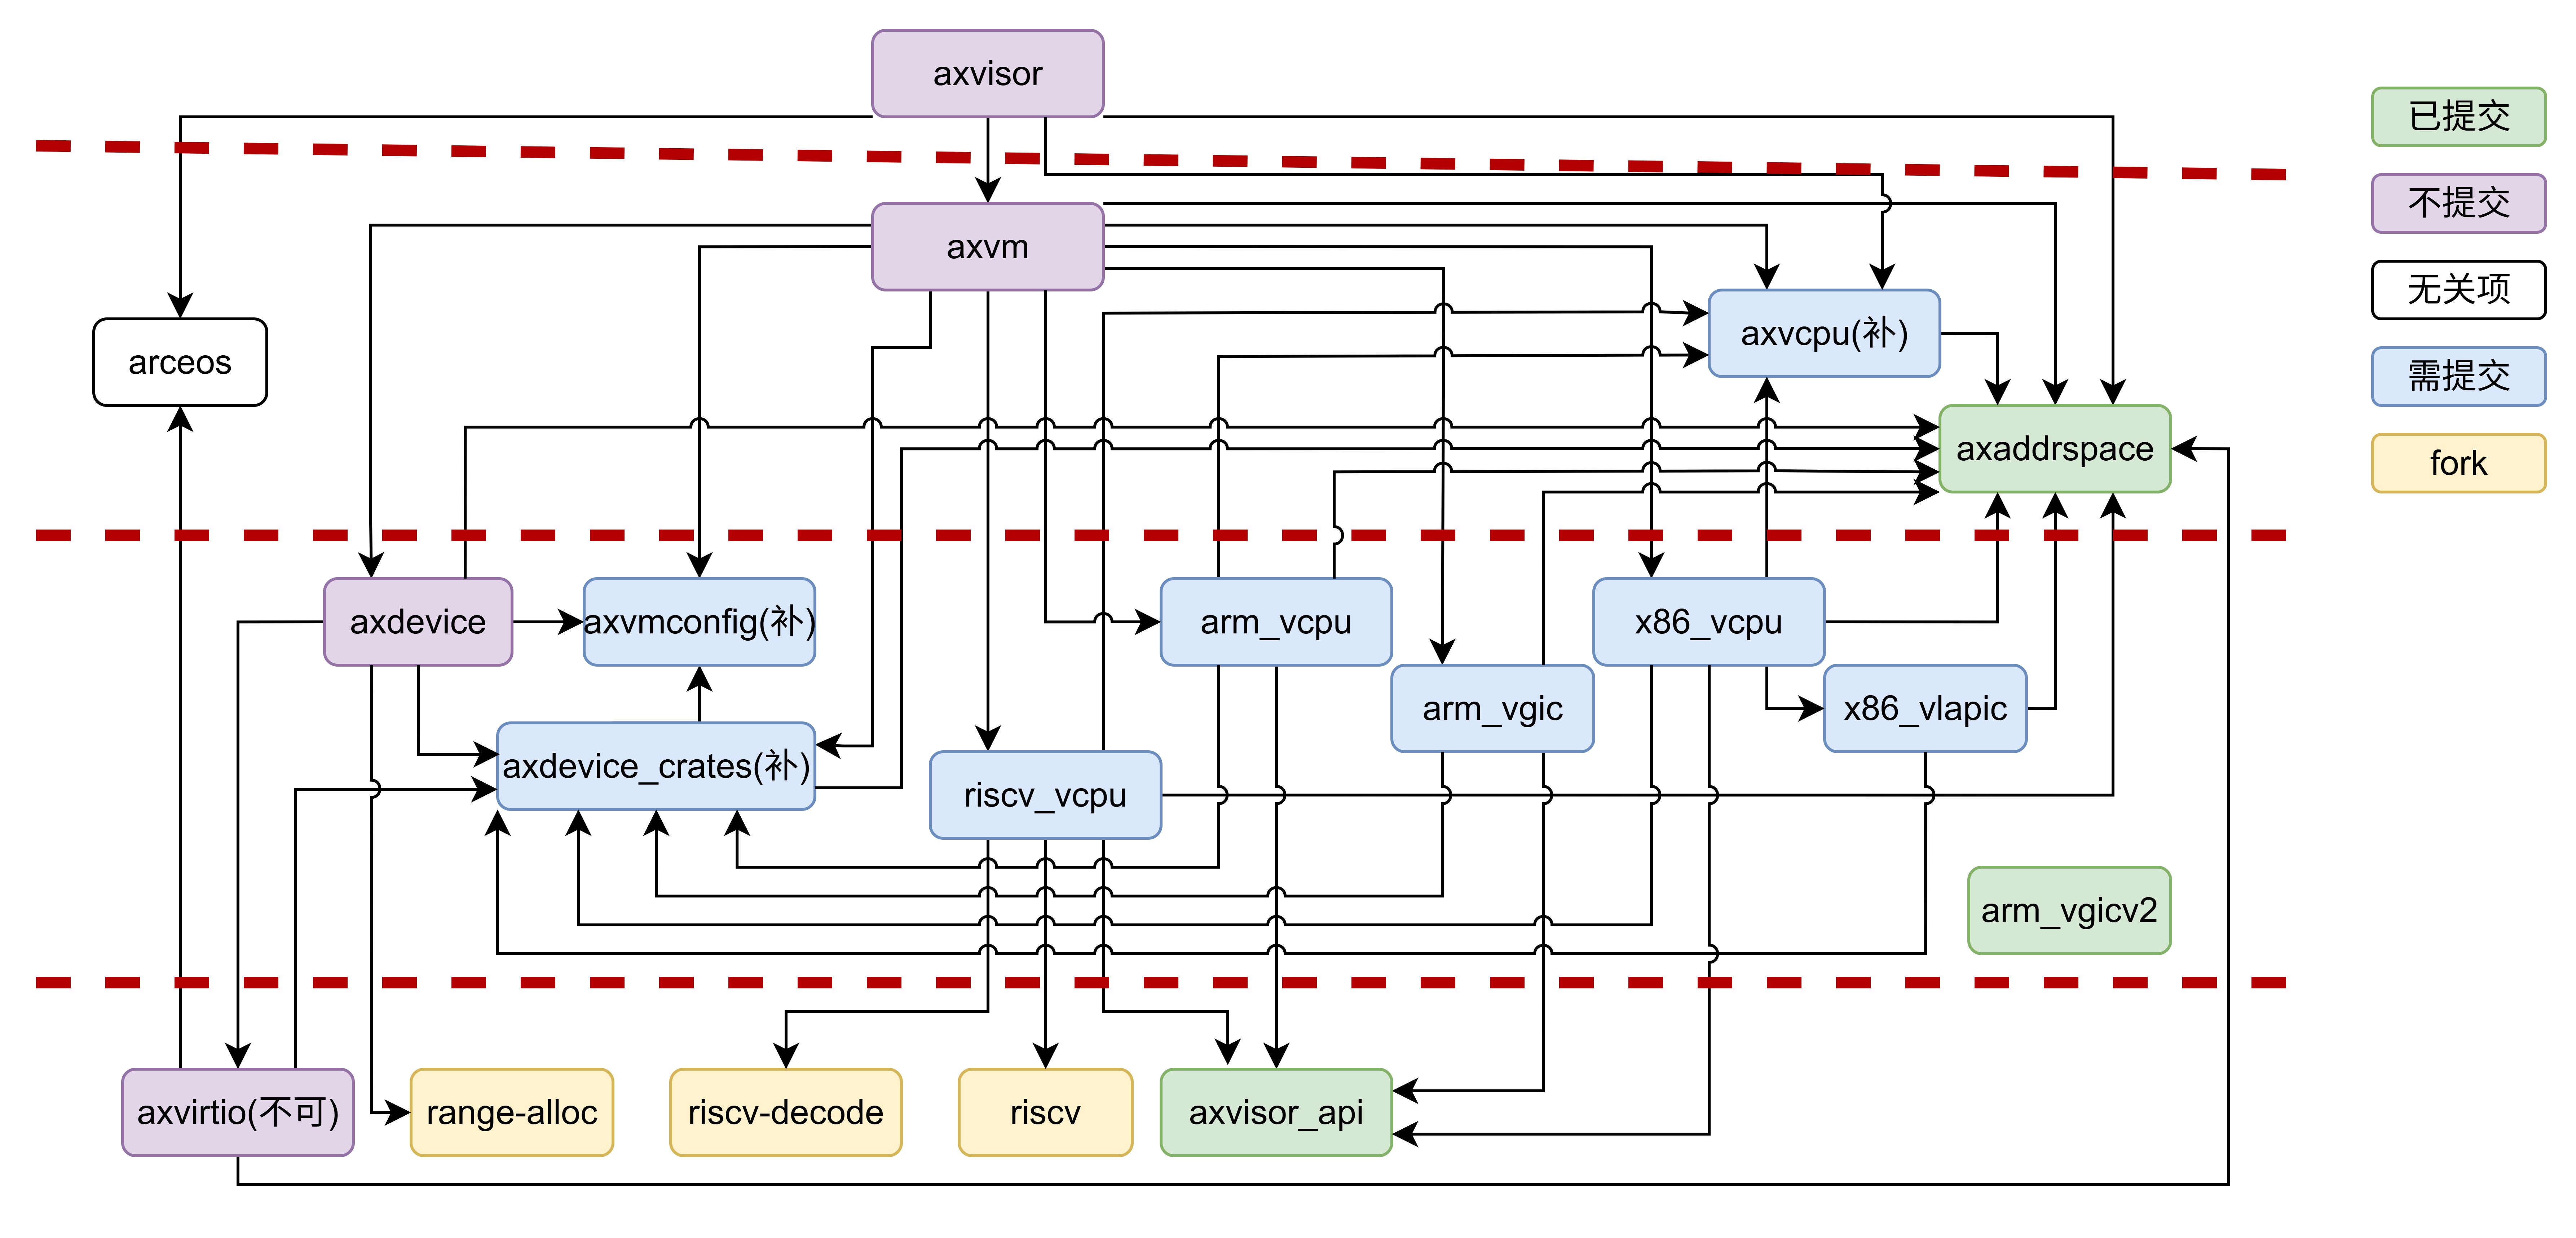 axvisor
已提交
不提交
axvm
无关项
axvcpu(补)
arceos
需提交
axaddrspace
fork
axdevice
axvmconfig(补)
arm_vcpu
x86_vcpu
arm_vgic
x86_vlapic
axdevice_crates(补)
riscv_vcpu
arm_vgicv2
axvirtio(不可)
range-alloc
riscv-decode
riscv
axvisor_api